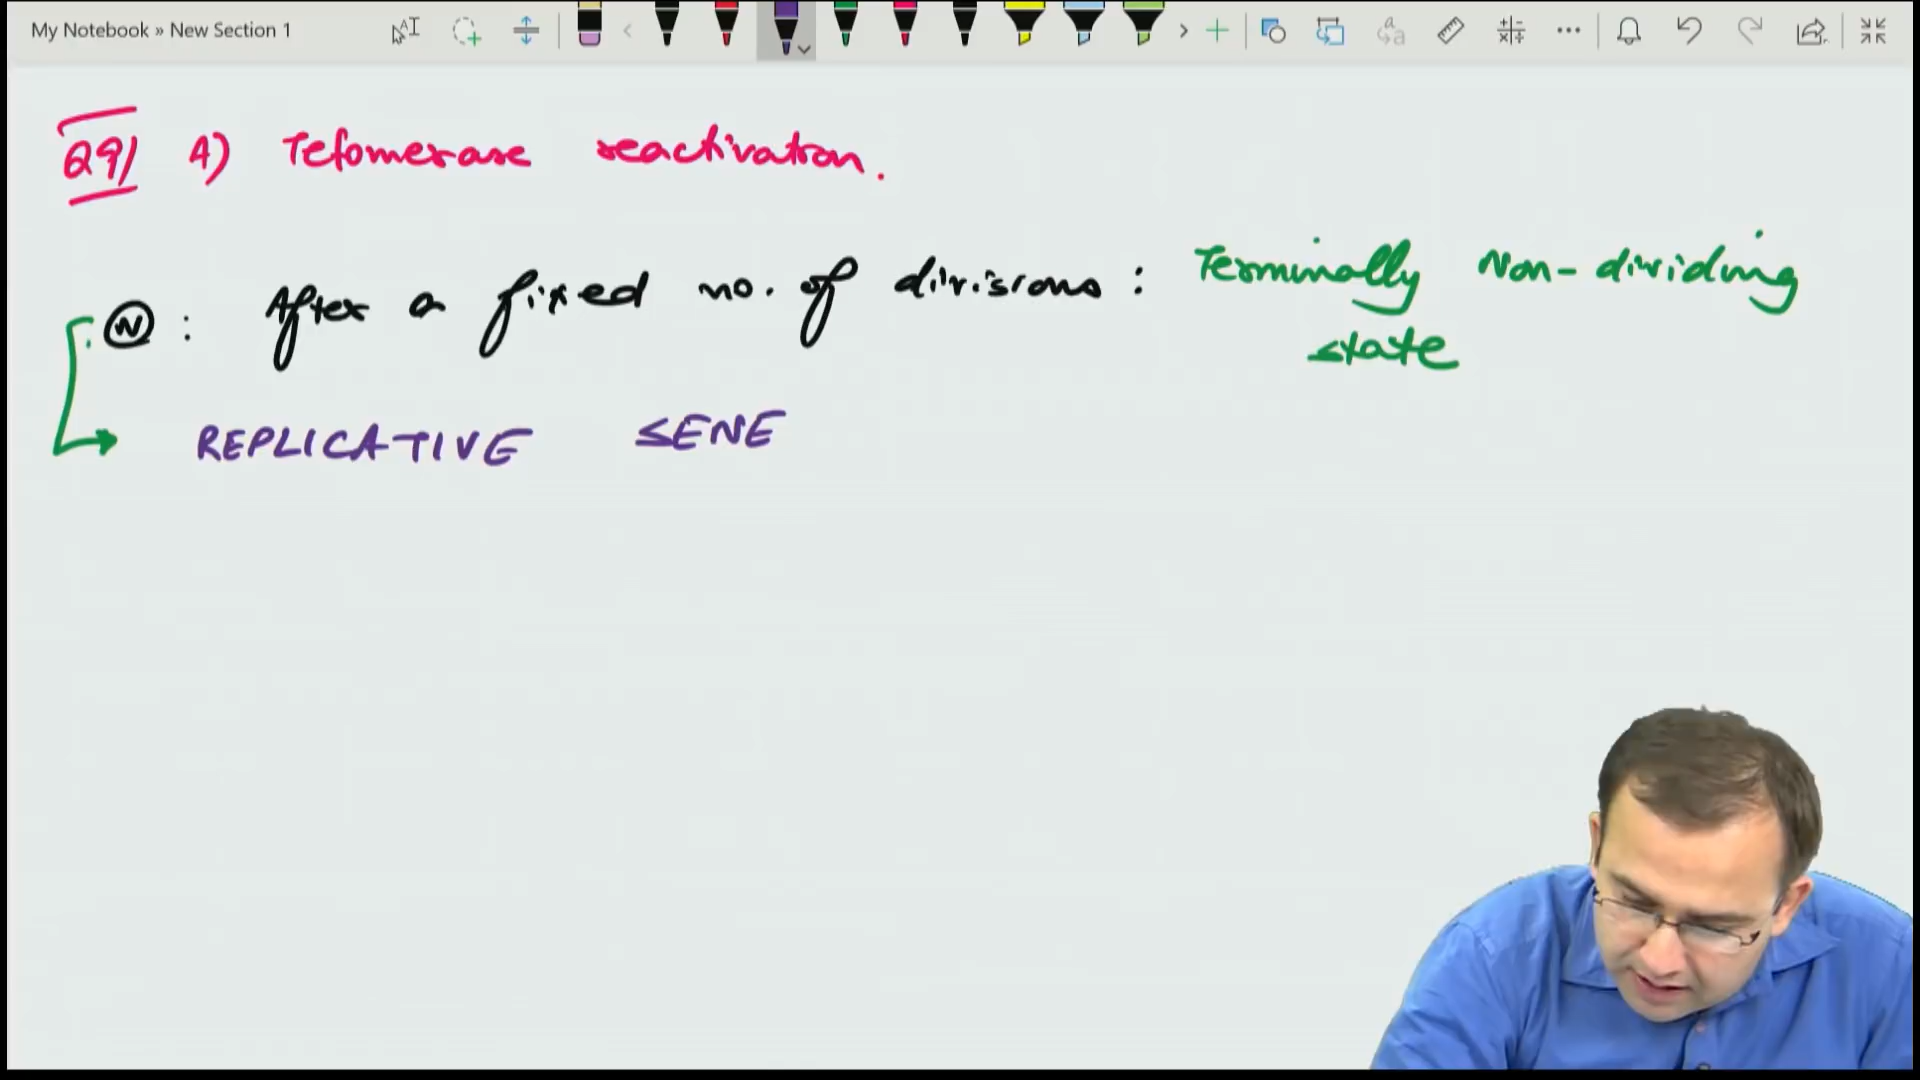 My Notebook » New Section 1
Q9/ A) Telomerase reactivation.
N : After a fixed no. of divisions : Terminally Non-dividing
state
REPLICATIVE SENE